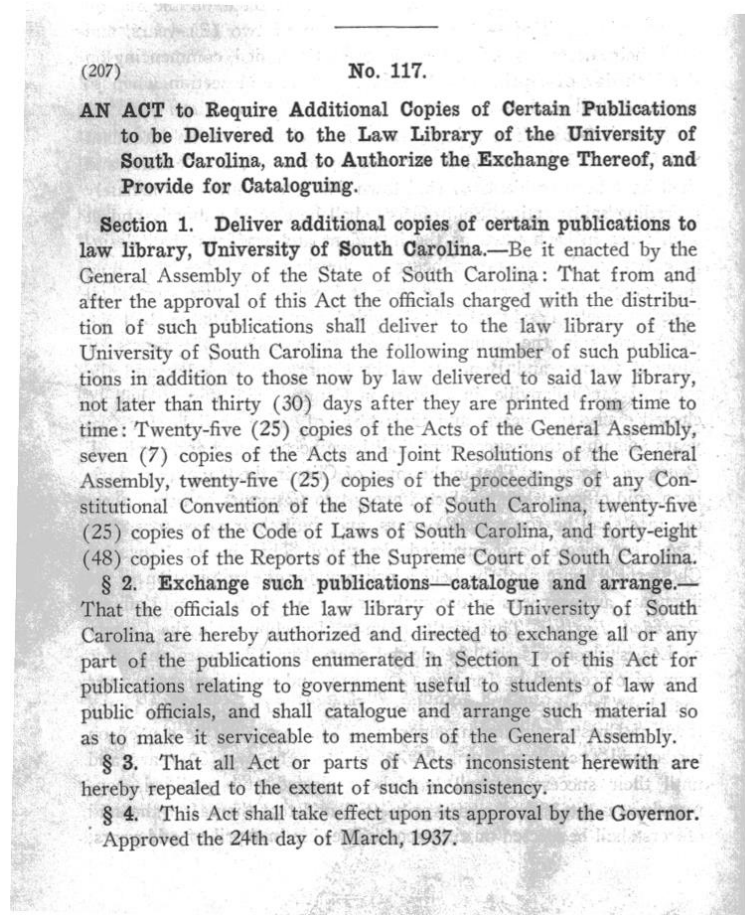 (207) No. 117.
AN ACT to Require Additional Copies of Certain Publications
to be Delivered to the Law Library of the University of
South Carolina, and to Authorize the Exchange Thereof, and
Provide for Cataloguing.
Section 1. Deliver additional copies of certain publications to
law library, University of South Carolina.—Be it enacted by the
General Assembly of the State of South Carolina: That from and
after the approval of this Act the officials charged with the distribu-
tion of such publications shall deliver to the law library of the
University of South Carolina the following number of such publica-
tions in addition to those now by law delivered to said law library,
not later than thirty (30) days after they are printed from time to
time: Twenty-five (25) copies of the Acts of the General Assembly,
seven (7) copies of the Acts and Joint Resolutions of the General
Assembly, twenty-five (25) copies of the proceedings of any Con-
stitutional Convention of the State of South Carolina, twenty-five
(25) copies of the Code of Laws of South Carolina, and forty-eight
(48) copies of the Reports of the Supreme Court of South Carolina.
§ 2. Exchange such publications—catalogue and arrange.—
That the officials of the law library of the University of South
Carolina are hereby authorized and directed to exchange all or any
part of the publications enumerated in Section I of this Act for
publications relating to government useful to students of law and
public officials, and shall catalogue and arrange such material so
as to make it serviceable to members of the General Assembly.
§ 3. That all Act or parts of Acts inconsistent herewith are
hereby repealed to the extent of such inconsistency.
§ 4. This Act shall take effect upon its approval by the Governor.
Approved the 24th day of March, 1937.